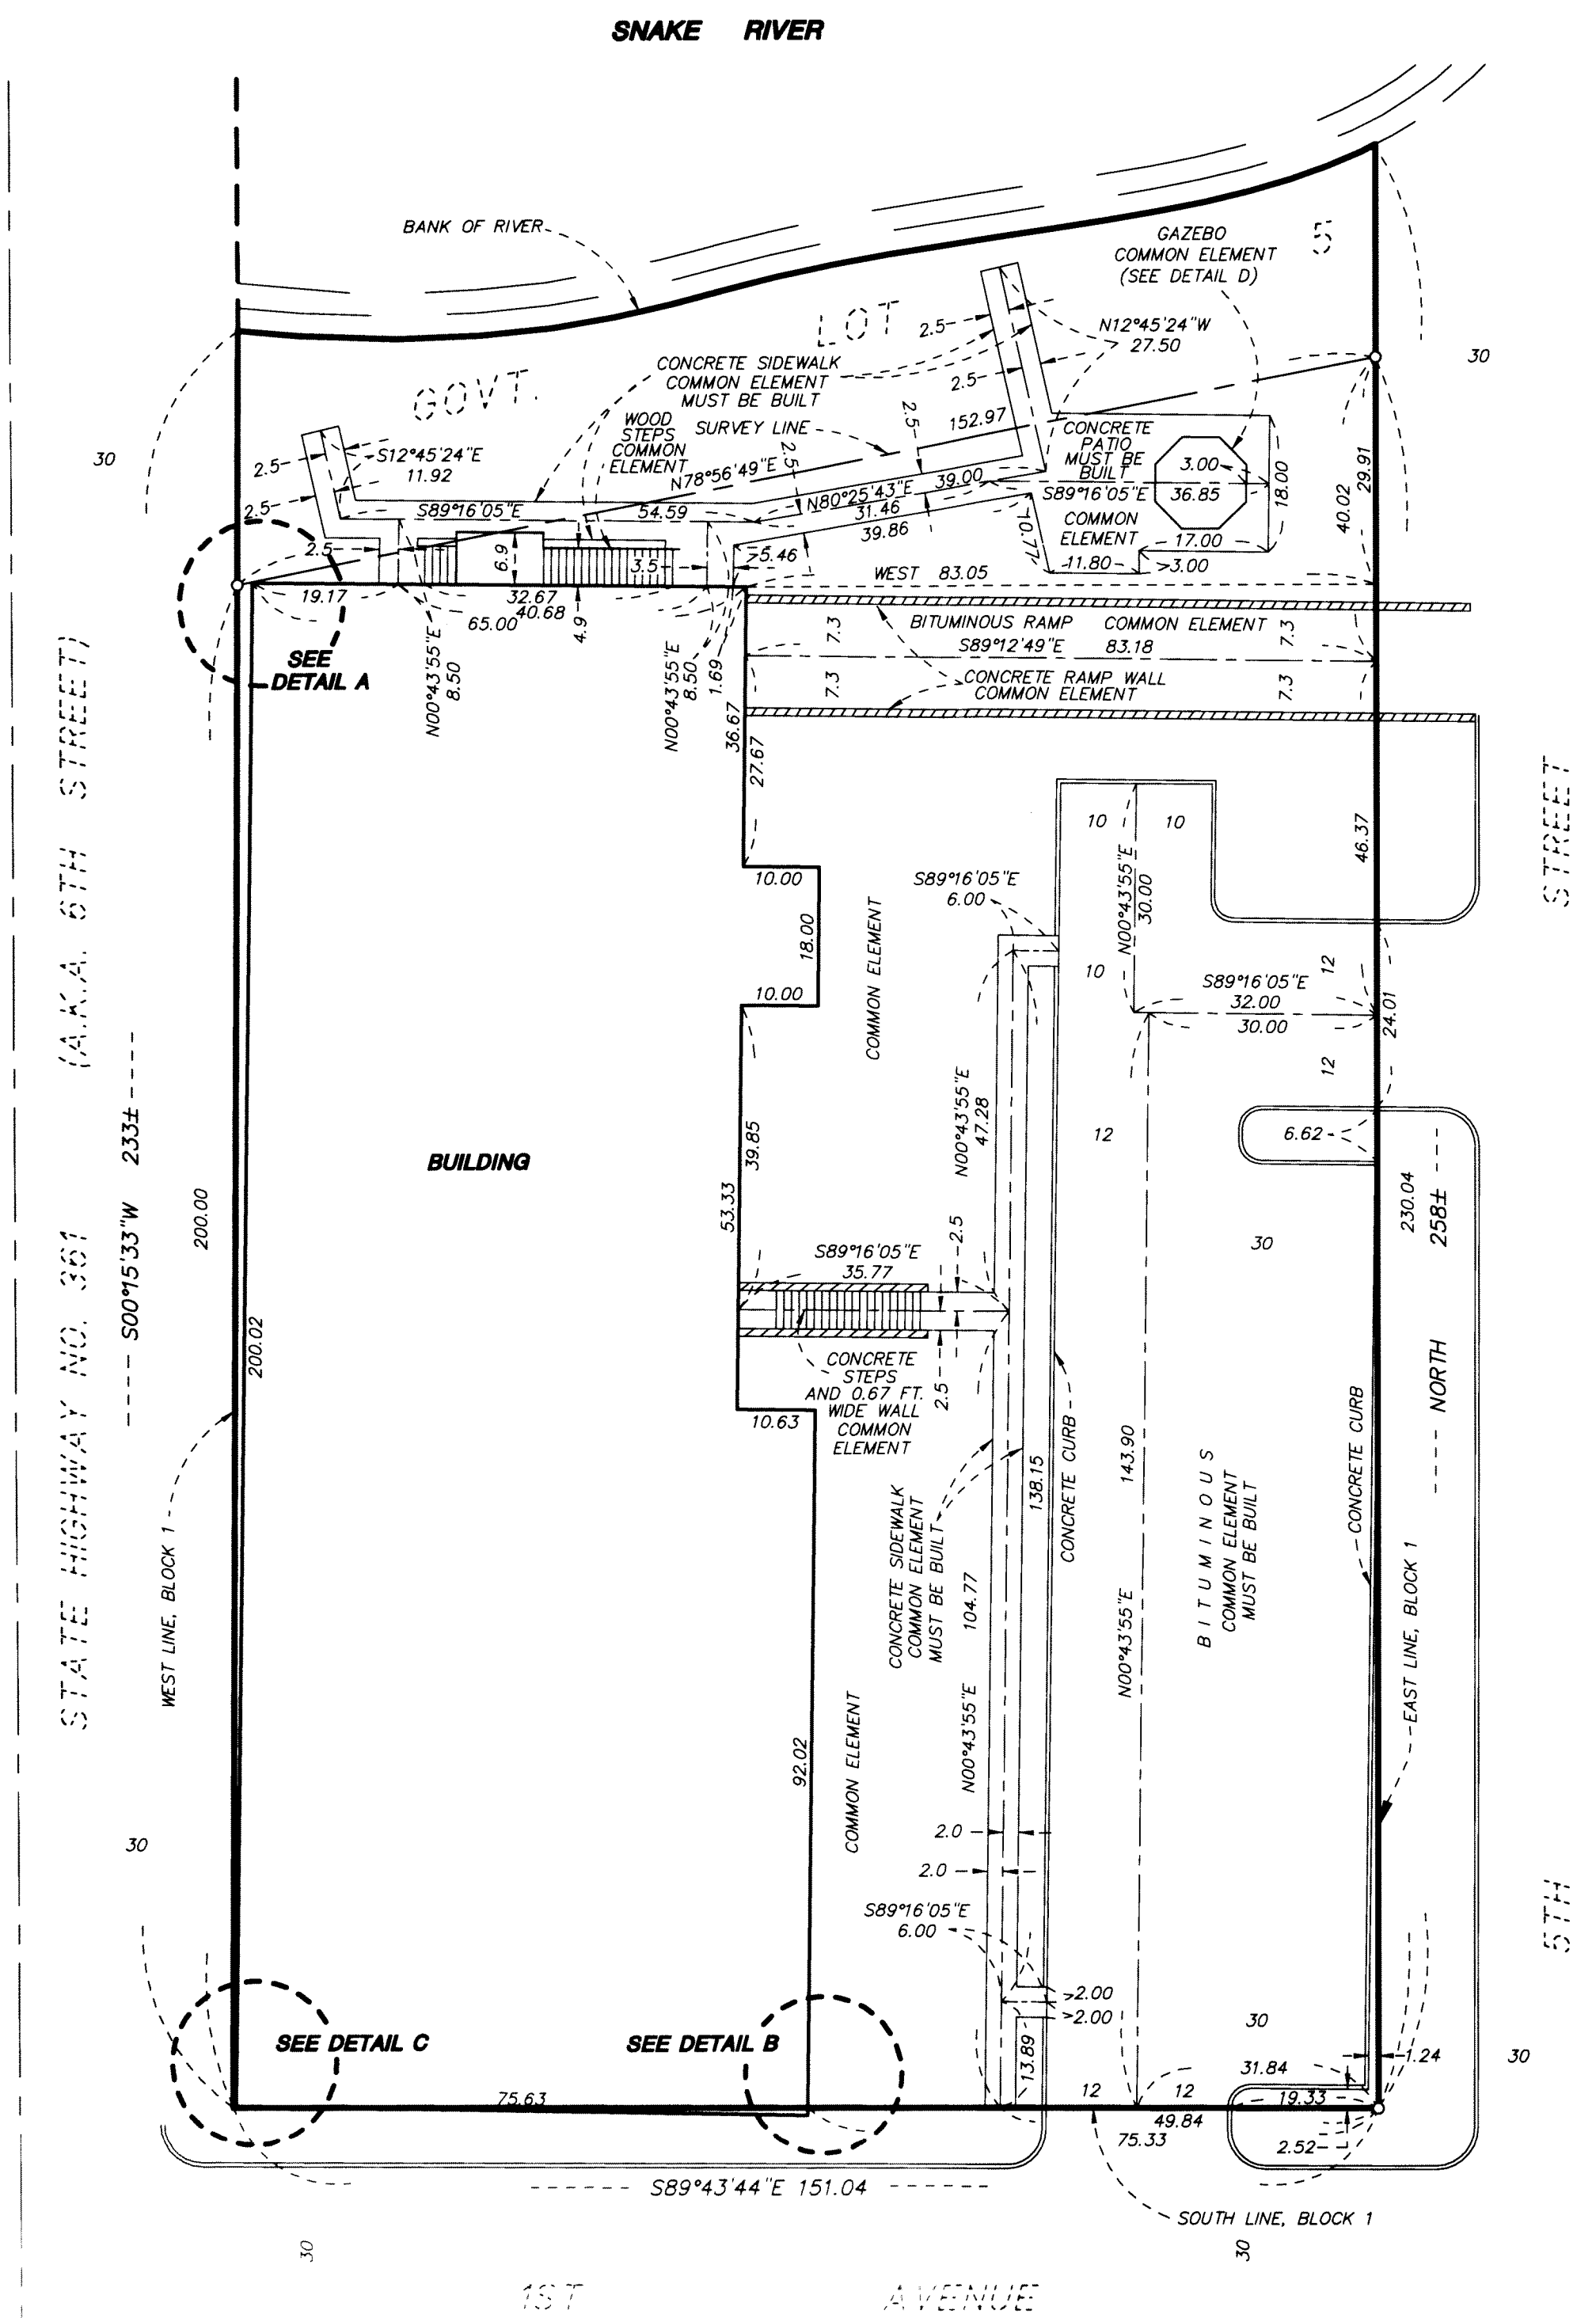 SNAKE RIVER
BANK OF RIVER
GAZEBO
COMMON ELEMENT
(SEE DETAIL D)
5
GOVT. LOT
2.5
N12°45'24"W
27.50
30
30
CONCRETE SIDEWALK
COMMON ELEMENT
MUST BE BUILT
2.5
2.5
152.97
WOOD
STEPS
COMMON
ELEMENT
SURVEY LINE
2.5
CONCRETE
PATIO
MUST BE
BUILT
S12°45'24"E
11.92
2.5
2.5
N78°56'49"E
39.00
3.00
36.85
18.00
29.91
40.02
S89°16'05"E
54.59
N80°25'43"E
31.46
39.86
S89°16'05"E
10.77
COMMON
ELEMENT
17.00
11.80
3.00
2.5
6.9
3.5
5.46
WEST 83.05
19.17
32.67
40.68
65.00
4.9
SEE
DETAIL A
N00°43'55"E
8.50
N00°43'55"E
8.50
1.69
36.67
27.67
7.3
BITUMINOUS RAMP COMMON ELEMENT
7.3
S89°12'49"E 83.18
7.3
CONCRETE RAMP WALL
COMMON ELEMENT
7.3
STATE HIGHWAY NO. 361 (A.K.A. 6TH STREET)
S00°15'33"W 233±
200.00
200.02
WEST LINE, BLOCK 1
BUILDING
10.00
18.00
10.00
39.85
53.33
COMMON ELEMENT
S89°16'05"E
6.00
10
10
N00°43'55"E
30.00
46.37
10
S89°16'05"E
32.00
30.00
12
24.01
12
N00°43'55"E
47.28
12
6.62
230.04
NORTH 258±
30
S89°16'05"E
35.77
2.5
2.5
CONCRETE
STEPS
AND 0.67 FT.
WIDE WALL
COMMON
ELEMENT
10.63
CONCRETE SIDEWALK
COMMON ELEMENT
MUST BE BUILT
138.15
CONCRETE CURB
143.90
N00°43'55"E
BITUMINOUS
COMMON ELEMENT
MUST BE BUILT
CONCRETE CURB
EAST LINE, BLOCK 1
104.77
N00°43'55"E
92.02
COMMON ELEMENT
2.0
2.0
30
S89°16'05"E
6.00
2.00
2.00
13.89
30
SEE DETAIL C
SEE DETAIL B
31.84
1.24
30
12
12
19.33
75.63
49.84
75.33
2.52
S89°43'44"E 151.04
SOUTH LINE, BLOCK 1
30
30
1ST AVENUE
5TH STREET